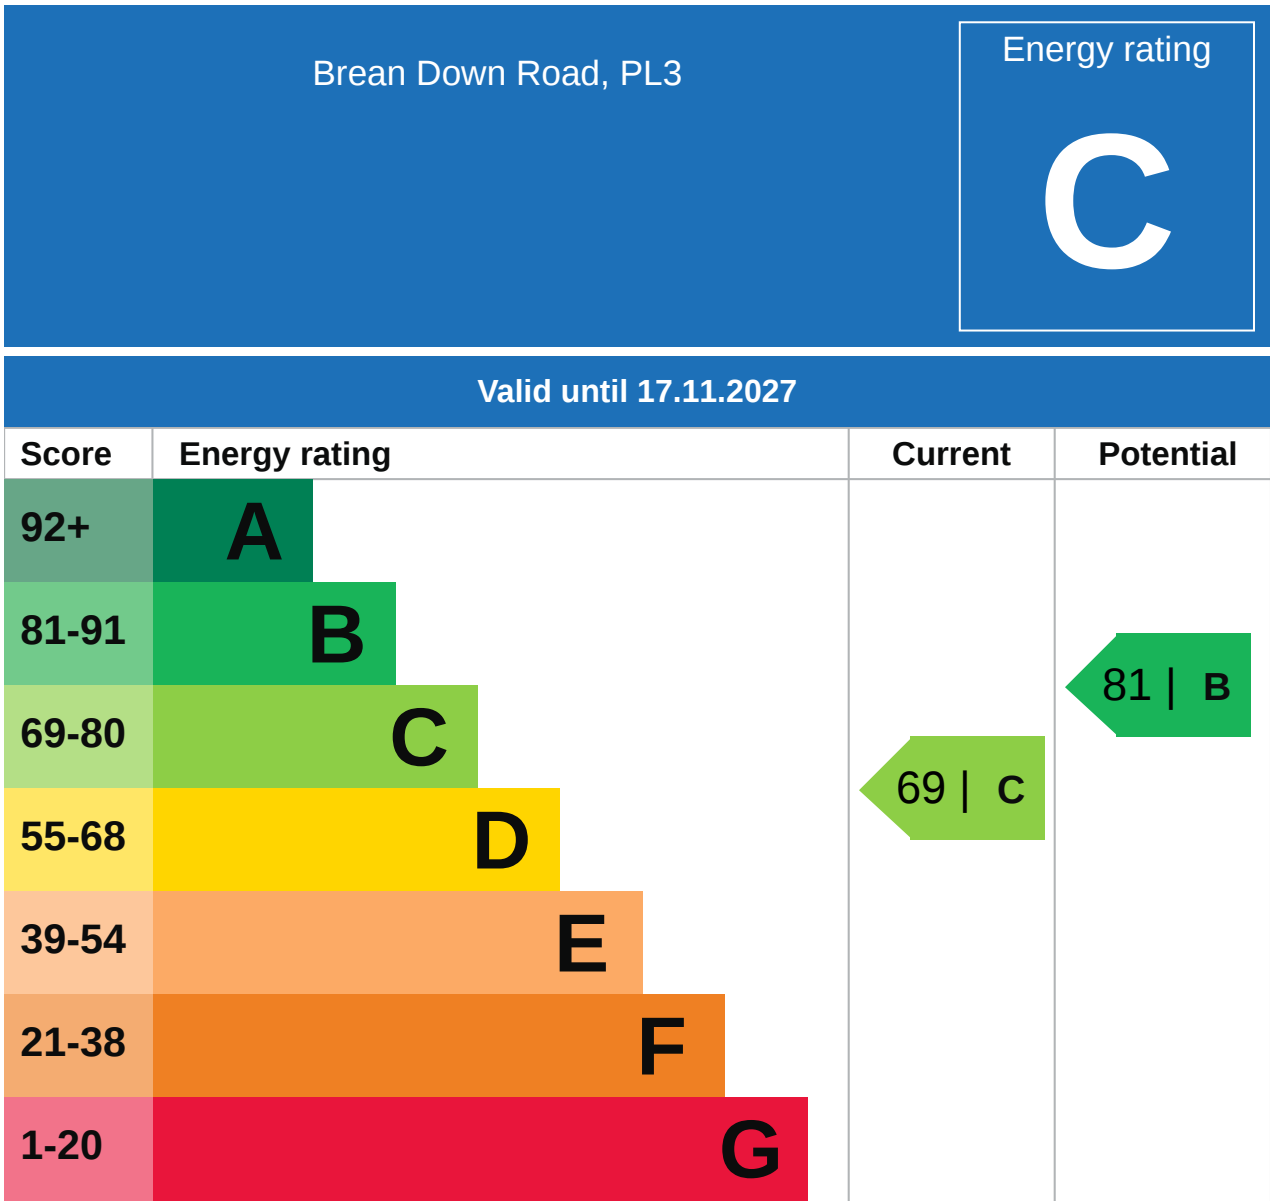 Brean Down Road, PL3
Energy rating
C
Valid until 17.11.2027
Score Energy rating Current Potential
92+ A
81-91 B
81 | B
69-80 C
69 | C
55-68 D
39-54 E
21-38 F
1-20 G